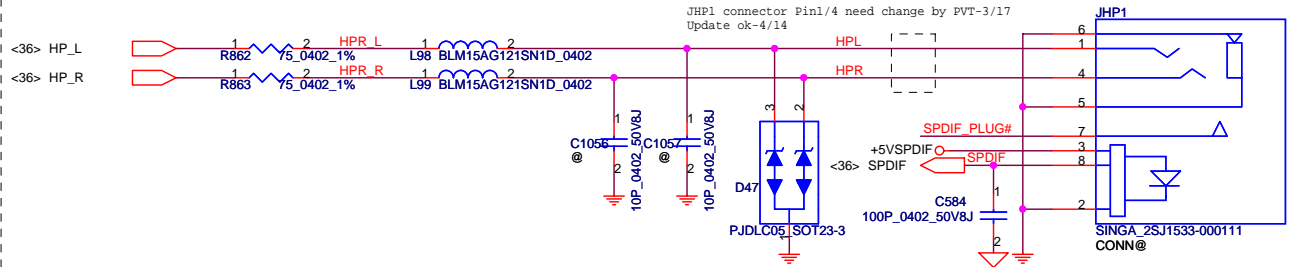 JHP1 connector Pin1/4 need change by PVT-3/17
Update ok-4/14
JHP1
6
<36> HP_L
1
2
HPR_L
1
2
HPL
1
R862
75_0402_1%
L98 BLM15AG121SN1D_0402
<36> HP_R
1
2
HPR_R
1
2
HPR
4
R863
75_0402_1%
L99 BLM15AG121SN1D_0402
5
3
2
SPDIF_PLUG#
7
1
1
C1056
@
2
10P_0402_50V8J
C1057
@
2
10P_0402_50V8J
+5VSPDIF
3
<36> SPDIF
SPDIF
8
D47
1
C584
100P_0402_50V8J
2
2
PJDLC05_SOT23-3
1
SINGA_2SJ1533-000111
CONN@